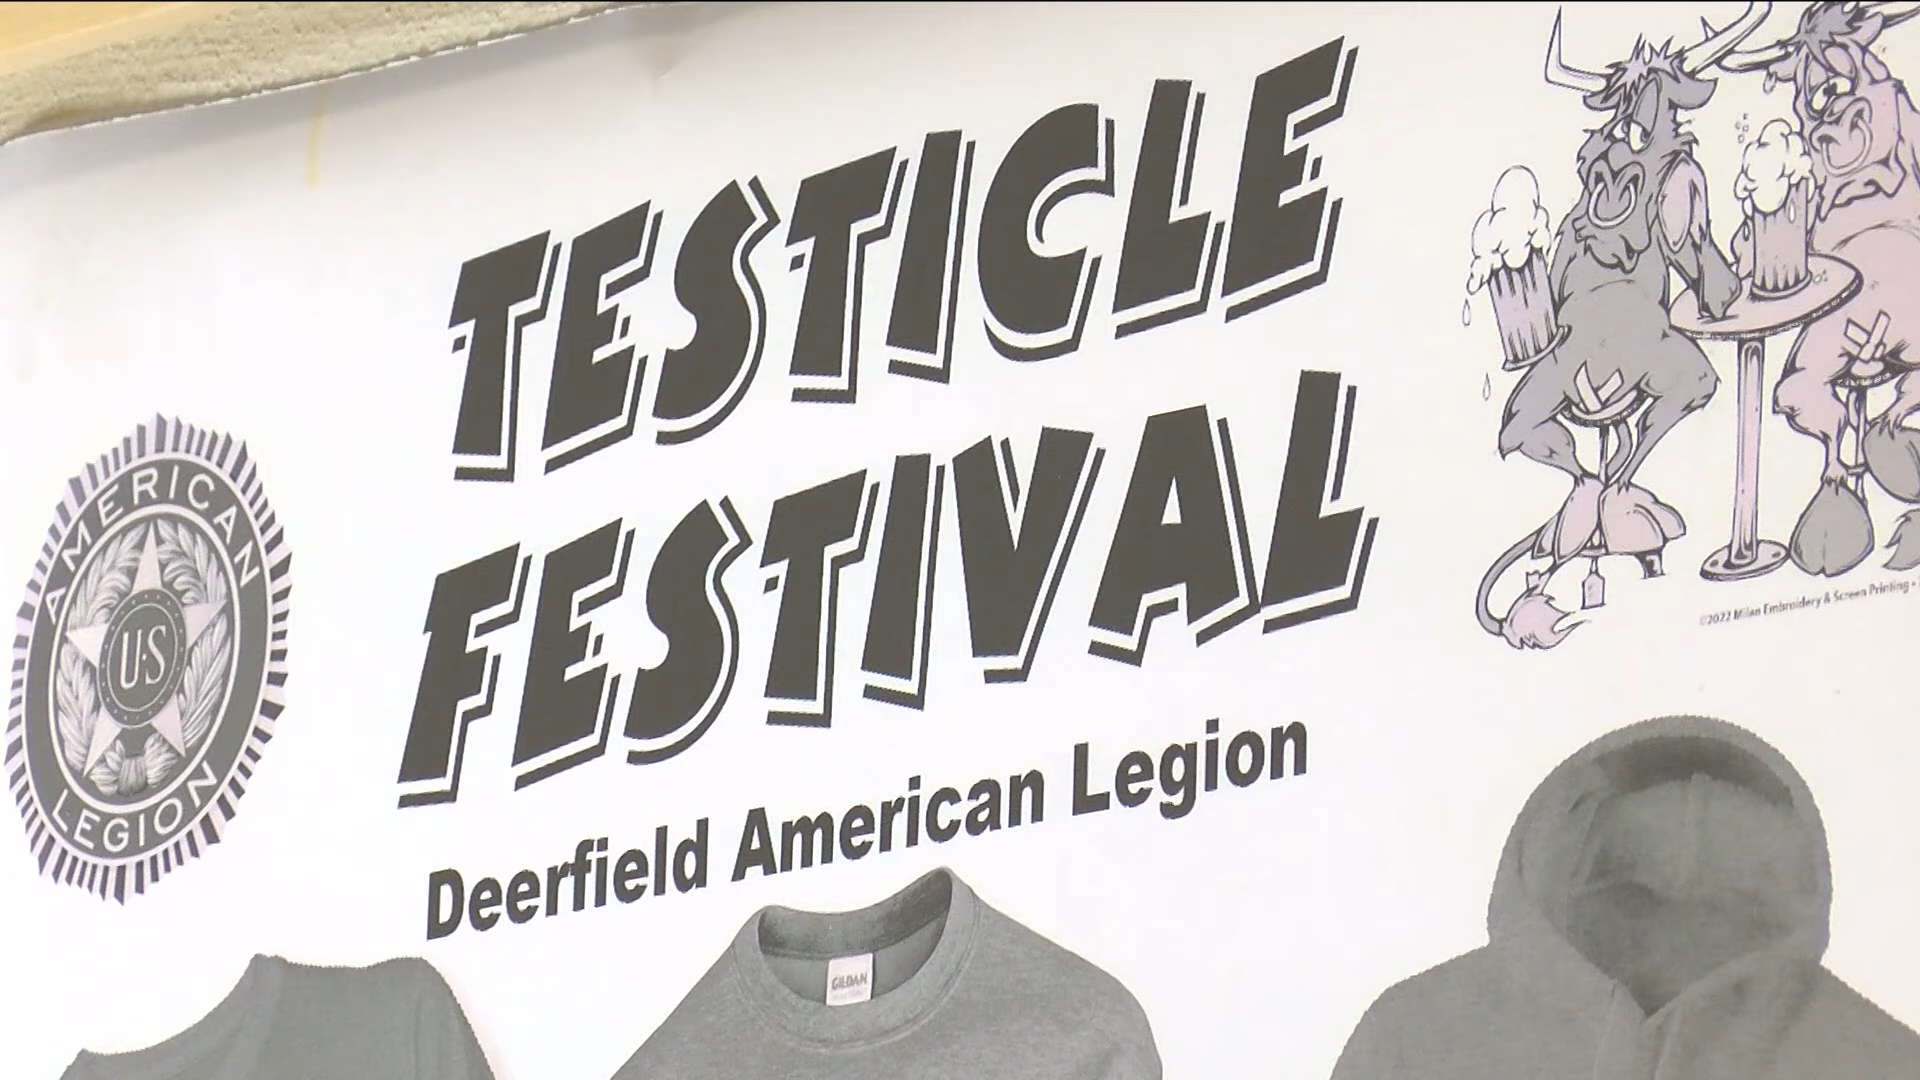 TESTICLE
FESTIVAL
Deerfield American Legion
AMERICAN
U.S
LEGION
©2022 Milan Embroidery & Screen Printing
GILDAN